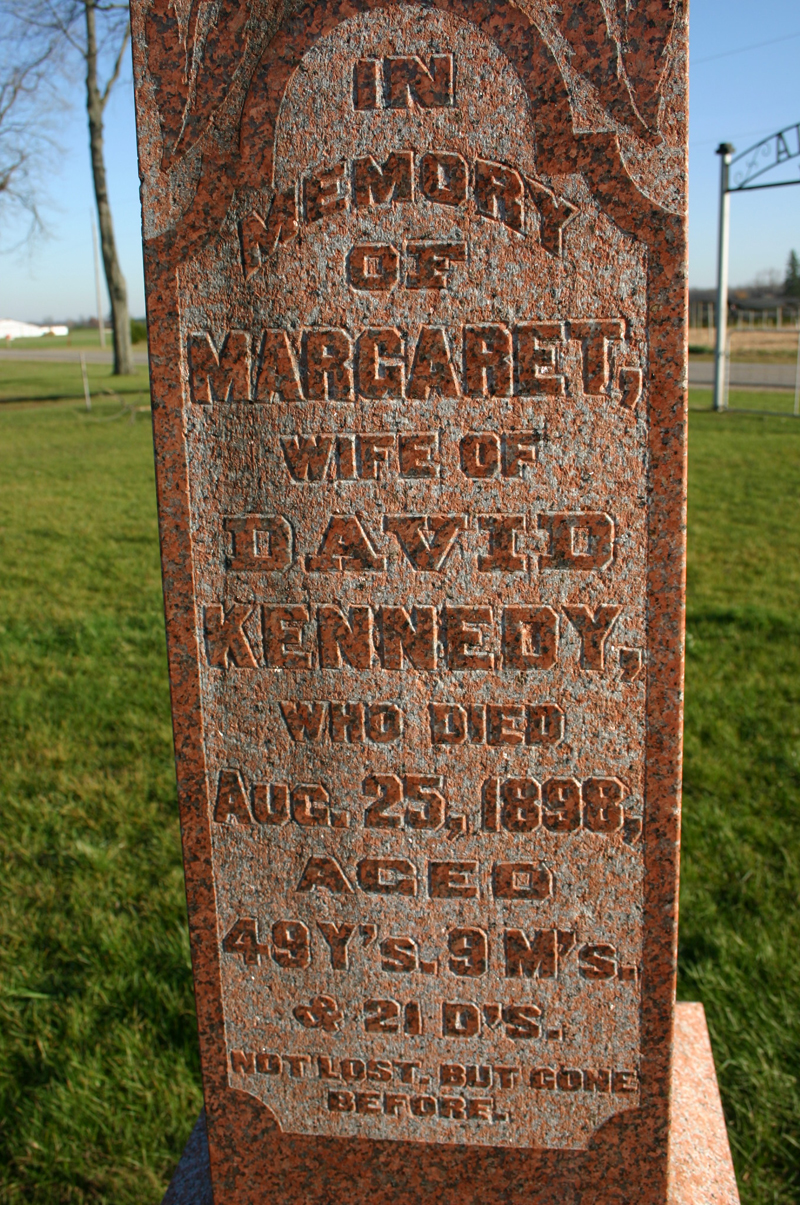 IN
MEMORY
OF
MARGARET,
WIFE OF
DAVID
KENNEDY,
WHO DIED
AUG. 25, 1898,
AGED
49 Y's. 9 M's.
& 21 D's.
NOT LOST, BUT GONE
BEFORE.